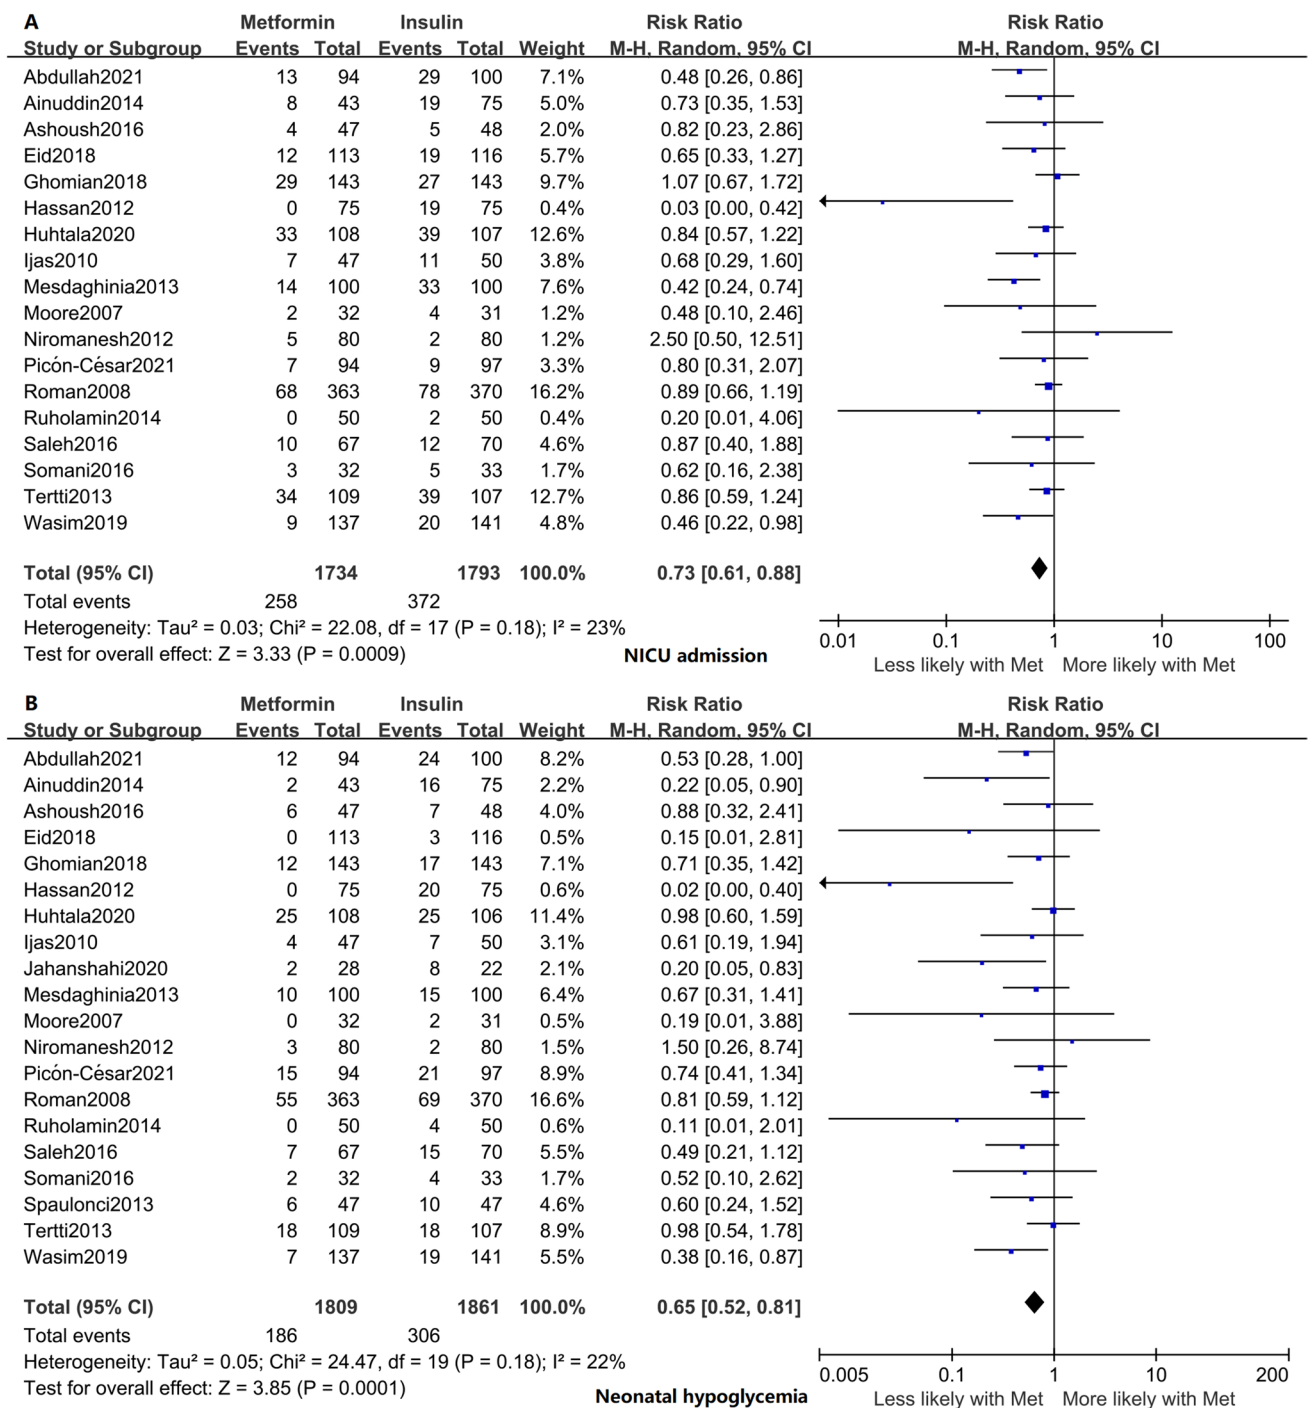 A Metformin Insulin Risk Ratio Risk Ratio
Study or Subgroup Events Total Events Total Weight M-H, Random, 95% CI M-H, Random, 95% CI
Abdullah2021 13 94 29 100 7.1% 0.48 [0.26, 0.86]
Ainuddin2014 8 43 19 75 5.0% 0.73 [0.35, 1.53]
Ashoush2016 4 47 5 48 2.0% 0.82 [0.23, 2.86]
Eid2018 12 113 19 116 5.7% 0.65 [0.33, 1.27]
Ghomian2018 29 143 27 143 9.7% 1.07 [0.67, 1.72]
Hassan2012 0 75 19 75 0.4% 0.03 [0.00, 0.42]
Huhtala2020 33 108 39 107 12.6% 0.84 [0.57, 1.22]
Ijas2010 7 47 11 50 3.8% 0.68 [0.29, 1.60]
Mesdaghinia2013 14 100 33 100 7.6% 0.42 [0.24, 0.74]
Moore2007 2 32 4 31 1.2% 0.48 [0.10, 2.46]
Niromanesh2012 5 80 2 80 1.2% 2.50 [0.50, 12.51]
Picón-César2021 7 94 9 97 3.3% 0.80 [0.31, 2.07]
Roman2008 68 363 78 370 16.2% 0.89 [0.66, 1.19]
Ruholamin2014 0 50 2 50 0.4% 0.20 [0.01, 4.06]
Saleh2016 10 67 12 70 4.6% 0.87 [0.40, 1.88]
Somani2016 3 32 5 33 1.7% 0.62 [0.16, 2.38]
Tertti2013 34 109 39 107 12.7% 0.86 [0.59, 1.24]
Wasim2019 9 137 20 141 4.8% 0.46 [0.22, 0.98]
Total (95% CI) 1734 1793 100.0% 0.73 [0.61, 0.88]
Total events 258 372
Heterogeneity: Tau² = 0.03; Chi² = 22.08, df = 17 (P = 0.18); I² = 23%
0.01 0.1 1 10 100
Test for overall effect: Z = 3.33 (P = 0.0009) NICU admission
Less likely with Met More likely with Met
B Metformin Insulin Risk Ratio Risk Ratio
Study or Subgroup Events Total Events Total Weight M-H, Random, 95% CI M-H, Random, 95% CI
Abdullah2021 12 94 24 100 8.2% 0.53 [0.28, 1.00]
Ainuddin2014 2 43 16 75 2.2% 0.22 [0.05, 0.90]
Ashoush2016 6 47 7 48 4.0% 0.88 [0.32, 2.41]
Eid2018 0 113 3 116 0.5% 0.15 [0.01, 2.81]
Ghomian2018 12 143 17 143 7.1% 0.71 [0.35, 1.42]
Hassan2012 0 75 20 75 0.6% 0.02 [0.00, 0.40]
Huhtala2020 25 108 25 106 11.4% 0.98 [0.60, 1.59]
Ijas2010 4 47 7 50 3.1% 0.61 [0.19, 1.94]
Jahanshahi2020 2 28 8 22 2.1% 0.20 [0.05, 0.83]
Mesdaghinia2013 10 100 15 100 6.4% 0.67 [0.31, 1.41]
Moore2007 0 32 2 31 0.5% 0.19 [0.01, 3.88]
Niromanesh2012 3 80 2 80 1.5% 1.50 [0.26, 8.74]
Picón-César2021 15 94 21 97 8.9% 0.74 [0.41, 1.34]
Roman2008 55 363 69 370 16.6% 0.81 [0.59, 1.12]
Ruholamin2014 0 50 4 50 0.6% 0.11 [0.01, 2.01]
Saleh2016 7 67 15 70 5.5% 0.49 [0.21, 1.12]
Somani2016 2 32 4 33 1.7% 0.52 [0.10, 2.62]
Spaulonci2013 6 47 10 47 4.6% 0.60 [0.24, 1.52]
Tertti2013 18 109 18 107 8.9% 0.98 [0.54, 1.78]
Wasim2019 7 137 19 141 5.5% 0.38 [0.16, 0.87]
Total (95% CI) 1809 1861 100.0% 0.65 [0.52, 0.81]
Total events 186 306
Heterogeneity: Tau² = 0.05; Chi² = 24.47, df = 19 (P = 0.18); I² = 22%
0.005 0.1 1 10 200
Test for overall effect: Z = 3.85 (P = 0.0001) Neonatal hypoglycemia
Less likely with Met More likely with Met